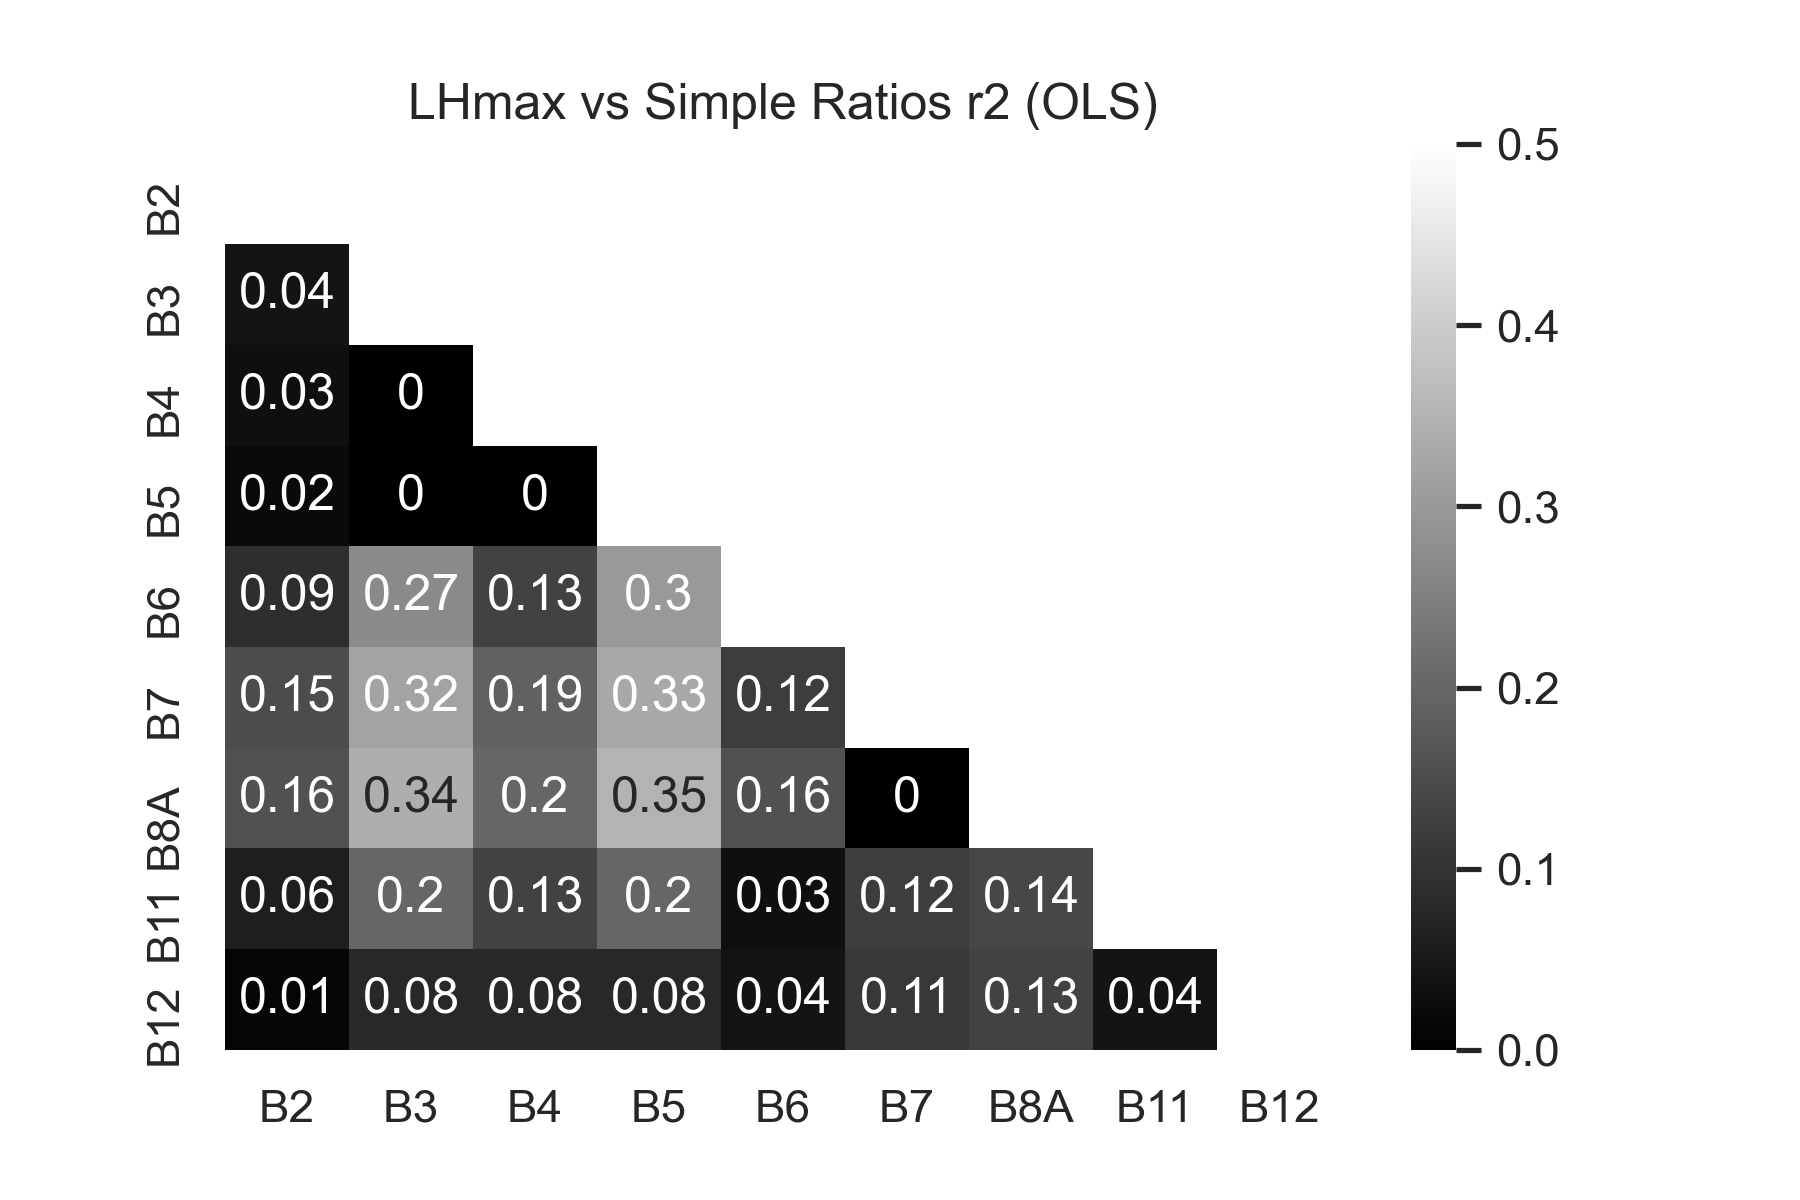 LHmax vs Simple Ratios r2 (OLS)
0.5
B2
B3 0.04
0.4
B4 0.03 0
B5 0.02 0 0
0.3
B6 0.09 0.27 0.13 0.3
B7 0.15 0.32 0.19 0.33 0.12
0.2
B8A 0.16 0.34 0.2 0.35 0.16 0
0.1
B11 0.06 0.2 0.13 0.2 0.03 0.12 0.14
B12 0.01 0.08 0.08 0.08 0.04 0.11 0.13 0.04
0.0
B2 B3 B4 B5 B6 B7 B8A B11 B12